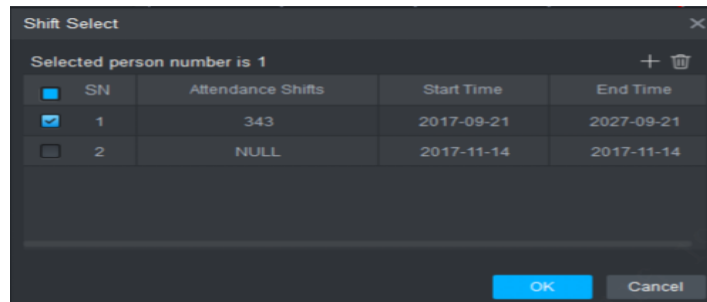 Shift Select
Selected person number is 1
SN Attendance Shifts Start Time End Time
1 343 2017-09-21 2027-09-21
2 NULL 2017-11-14 2017-11-14
OK Cancel